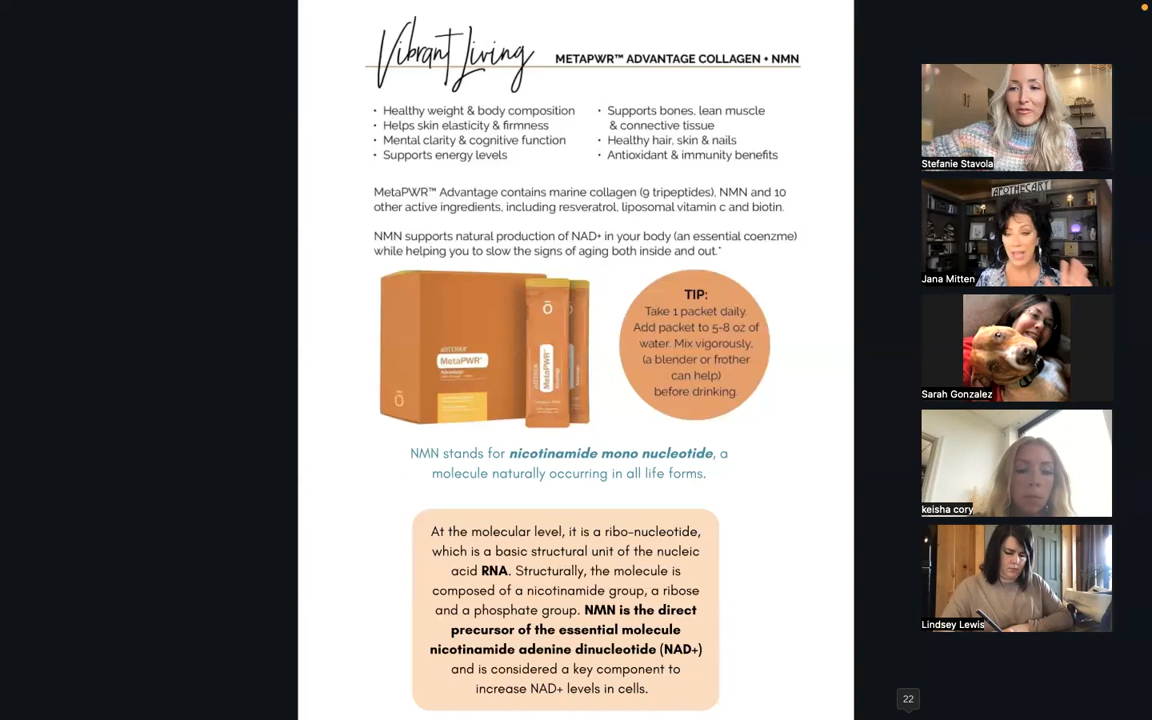 Vibrant Living
METAPWR™ ADVANTAGE COLLAGEN + NMN
• Healthy weight & body composition
• Helps skin elasticity & firmness
• Mental clarity & cognitive function
• Supports energy levels
• Supports bones, lean muscle
& connective tissue
• Healthy hair, skin & nails
• Antioxidant & immunity benefits
MetaPWR™ Advantage contains marine collagen (9 tripeptides), NMN and 10
other active ingredients, including resveratrol, liposomal vitamin c and biotin.
NMN supports natural production of NAD+ in your body (an essential coenzme)
while helping you to slow the signs of aging both inside and out.*
dōTERRA
MetaPWR
Advantage
ō
ō
dōTERRA
MetaPWR
Advantage
TIP:
Take 1 packet daily.
Add packet to 5-8 oz of
water. Mix vigorously,
(a blender or frother
can help)
before drinking.
NMN stands for nicotinamide mono nucleotide, a
molecule naturally occurring in all life forms.
At the molecular level, it is a ribo-nucleotide,
which is a basic structural unit of the nucleic
acid RNA. Structurally, the molecule is
composed of a nicotinamide group, a ribose
and a phosphate group. NMN is the direct
precursor of the essential molecule
nicotinamide adenine dinucleotide (NAD+)
and is considered a key component to
increase NAD+ levels in cells.
Stefanie Stavola
APOTHECARY
Jana Mitten
Sarah Gonzalez
keisha cory
Lindsey Lewis
22